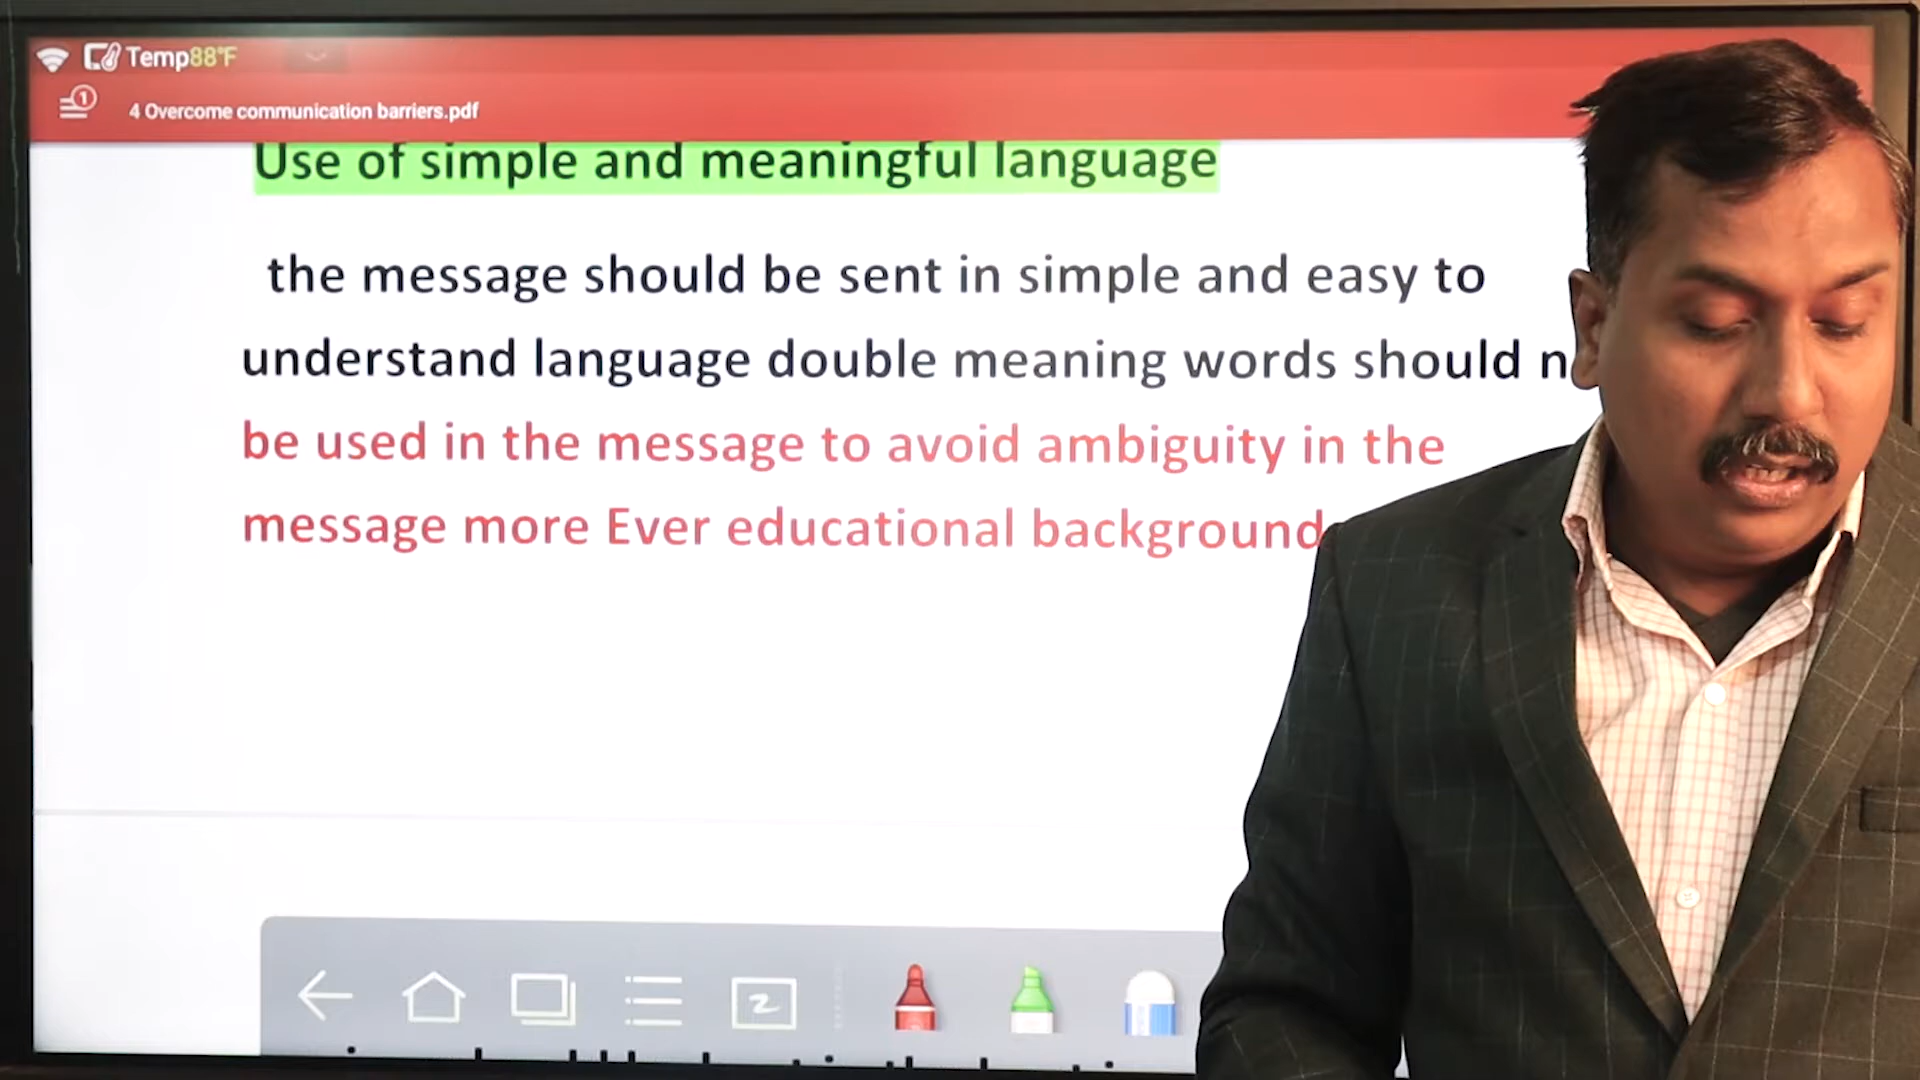 Temp88°F
1
4 Overcome communication barriers.pdf
Use of simple and meaningful language
the message should be sent in simple and easy to
understand language double meaning words should
be used in the message to avoid ambiguity in the
message more Ever educational background
2